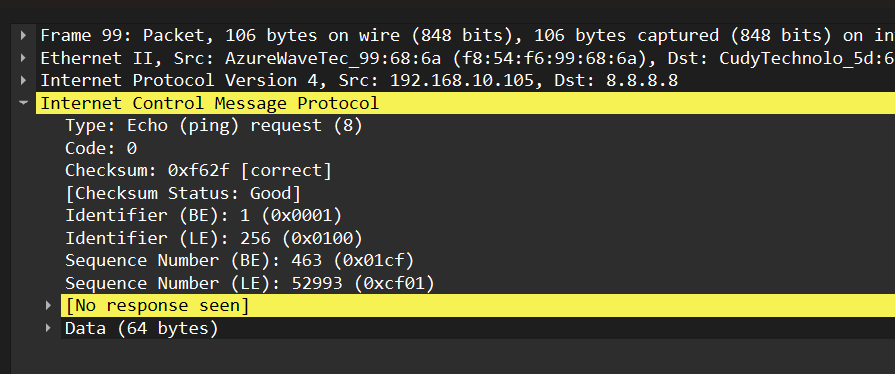 Frame 99: Packet, 106 bytes on wire (848 bits), 106 bytes captured (848 bits) on in
Ethernet II, Src: AzureWaveTec_99:68:6a (f8:54:f6:99:68:6a), Dst: CudyTechnolo_5d:6
Internet Protocol Version 4, Src: 192.168.10.105, Dst: 8.8.8.8
Internet Control Message Protocol
Type: Echo (ping) request (8)
Code: 0
Checksum: 0xf62f [correct]
[Checksum Status: Good]
Identifier (BE): 1 (0x0001)
Identifier (LE): 256 (0x0100)
Sequence Number (BE): 463 (0x01cf)
Sequence Number (LE): 52993 (0xcf01)
[No response seen]
Data (64 bytes)